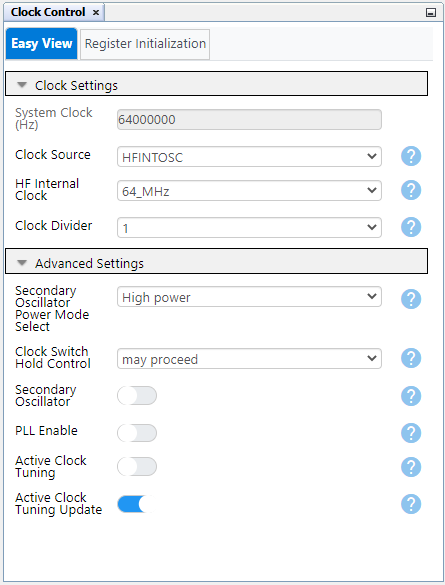 Clock Control ×
Easy View Register Initialization
Clock Settings
System Clock
(Hz)
64000000
Clock Source
HFINTOSC
?
HF Internal
Clock
64_MHz
?
Clock Divider
1
?
Advanced Settings
Secondary
Oscillator
Power Mode
Select
High power
?
Clock Switch
Hold Control
may proceed
?
Secondary
Oscillator
?
PLL Enable
?
Active Clock
Tuning
?
Active Clock
Tuning Update
?